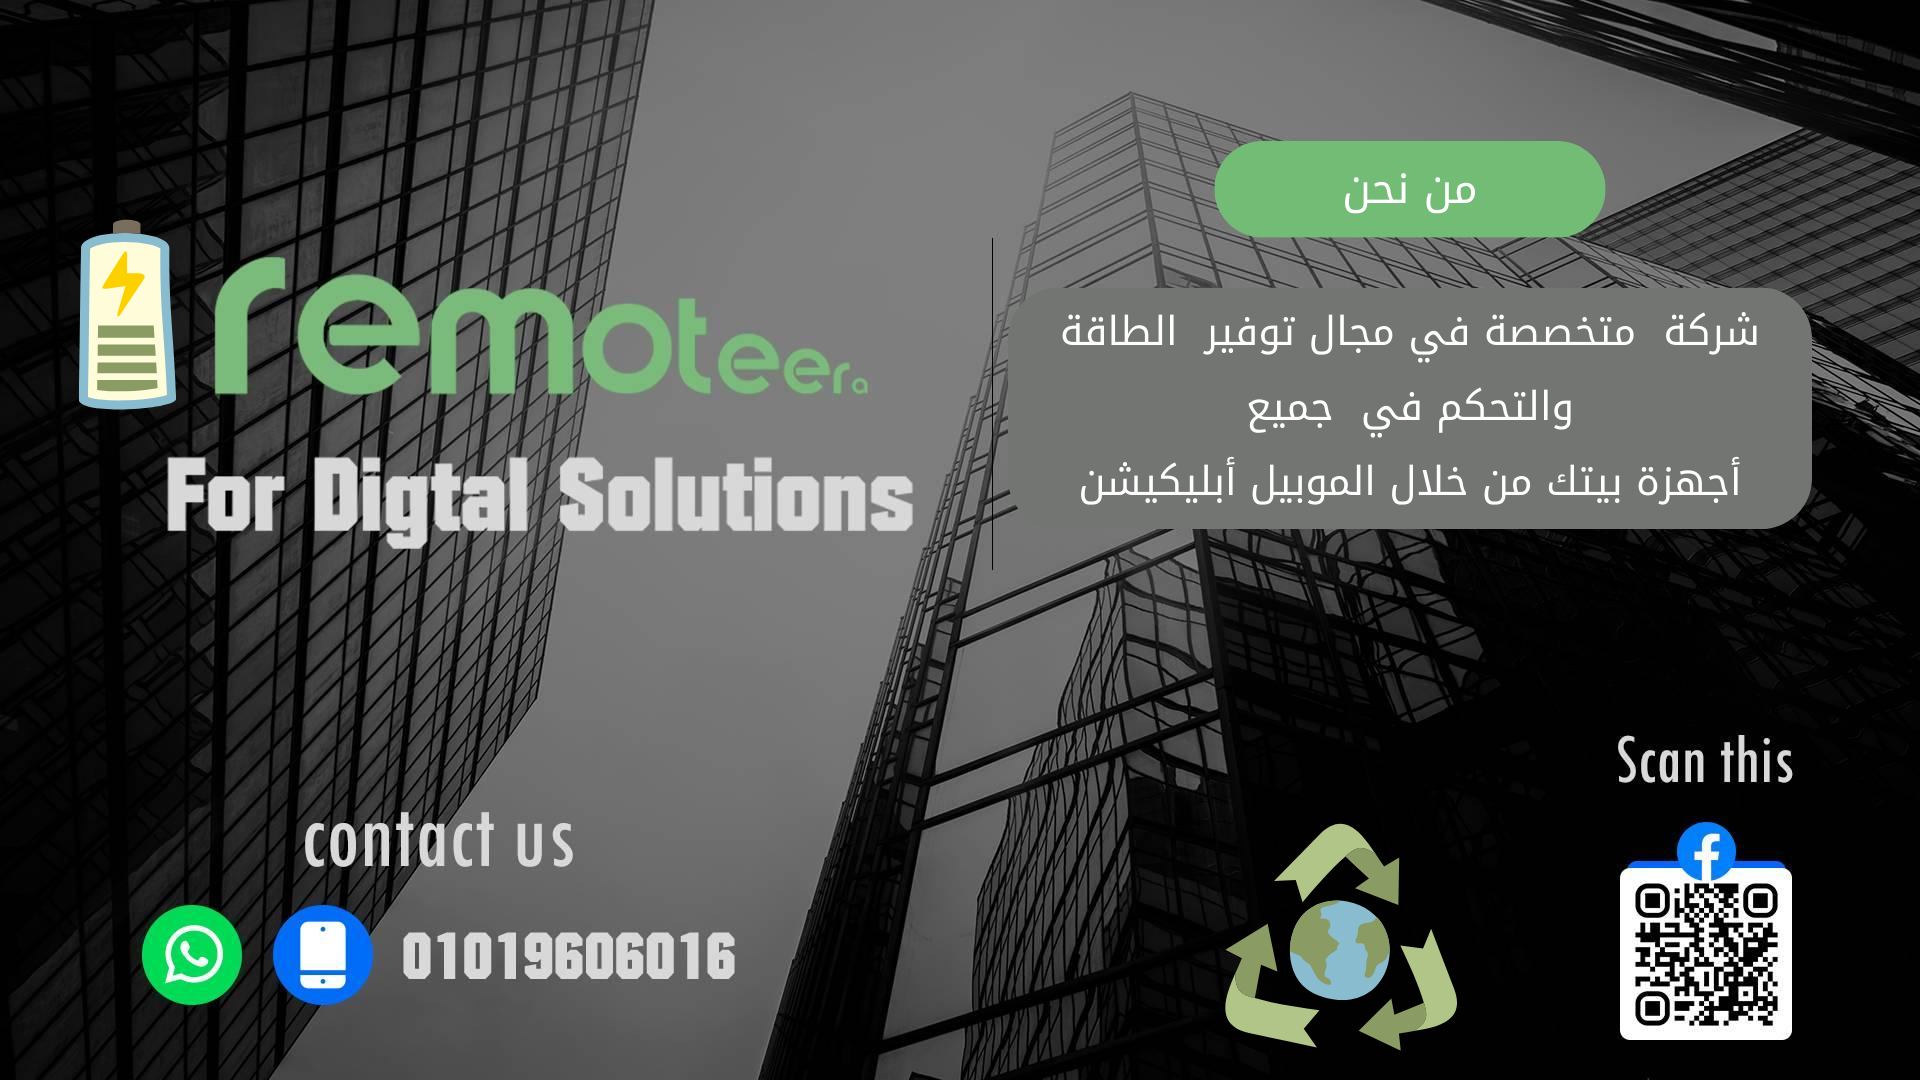 remoteer.a
For Digtal Solutions
من نحن
شركة متخصصة في مجال توفير الطاقة
والتحكم في جميع
أجهزة بيتك من خلال الموبيل أبليكيشن
contact us
01019606016
Scan this